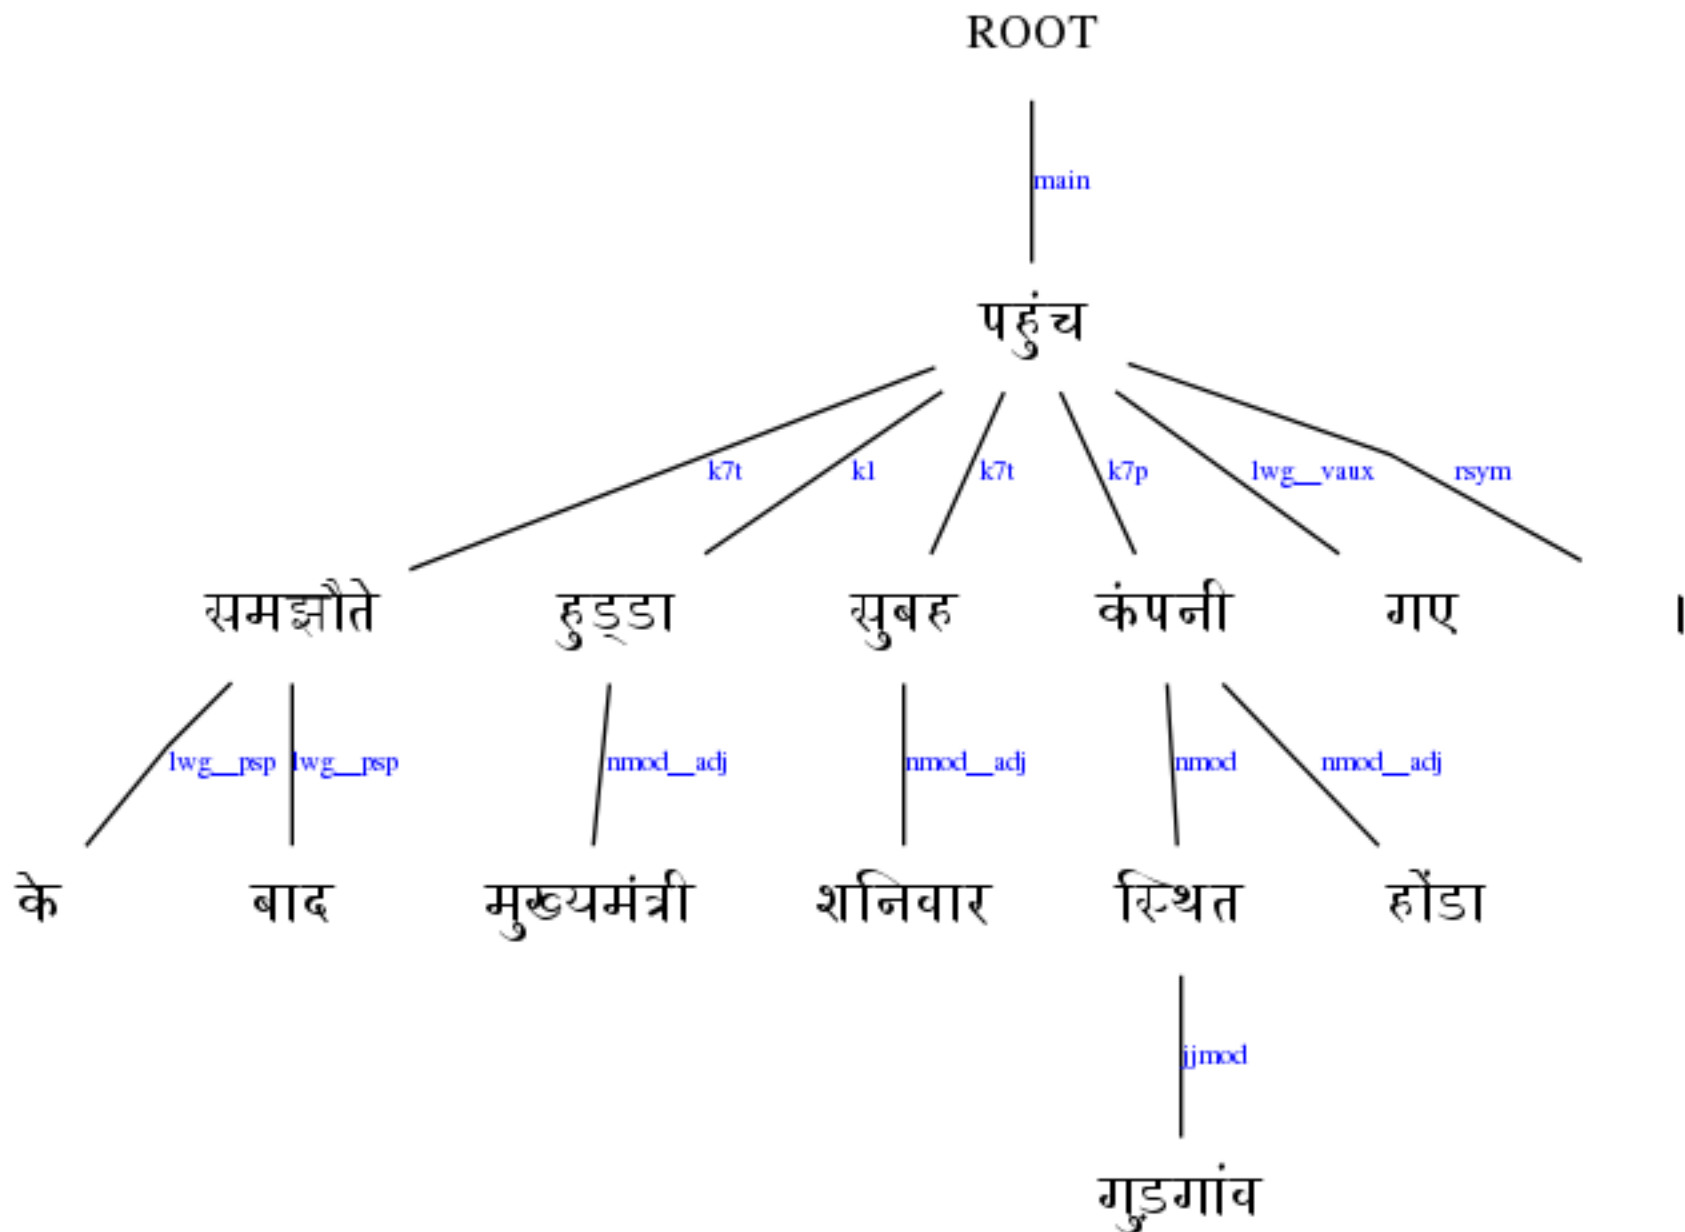 ROOT
main
पहुंच
k7t k1 k7t k7p lwg__vaux rsym
समझौते हुड्डा सुबह कंपनी गए ।
lwg__psp lwg__psp nmod__adj nmod__adj nmod nmod__adj
के बाद मुख्यमंत्री शनिवार स्थित होंडा
jjmod
गुड़गांव